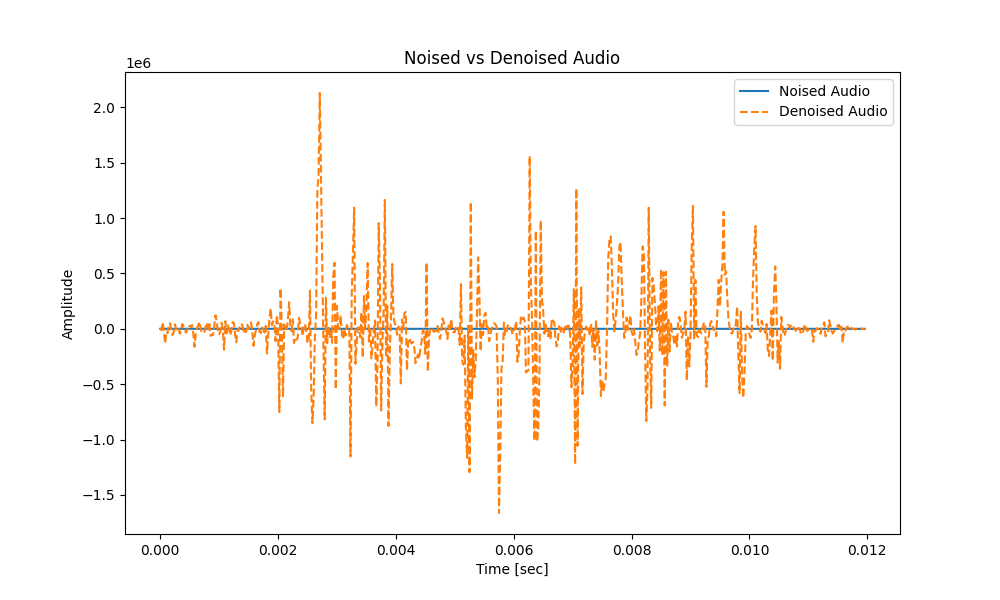 Noised vs Denoised Audio
1e6
Noised Audio
Denoised Audio
2.0
1.5
1.0
0.5
0.0
−0.5
−1.0
−1.5
Amplitude
0.000 0.002 0.004 0.006 0.008 0.010 0.012
Time [sec]